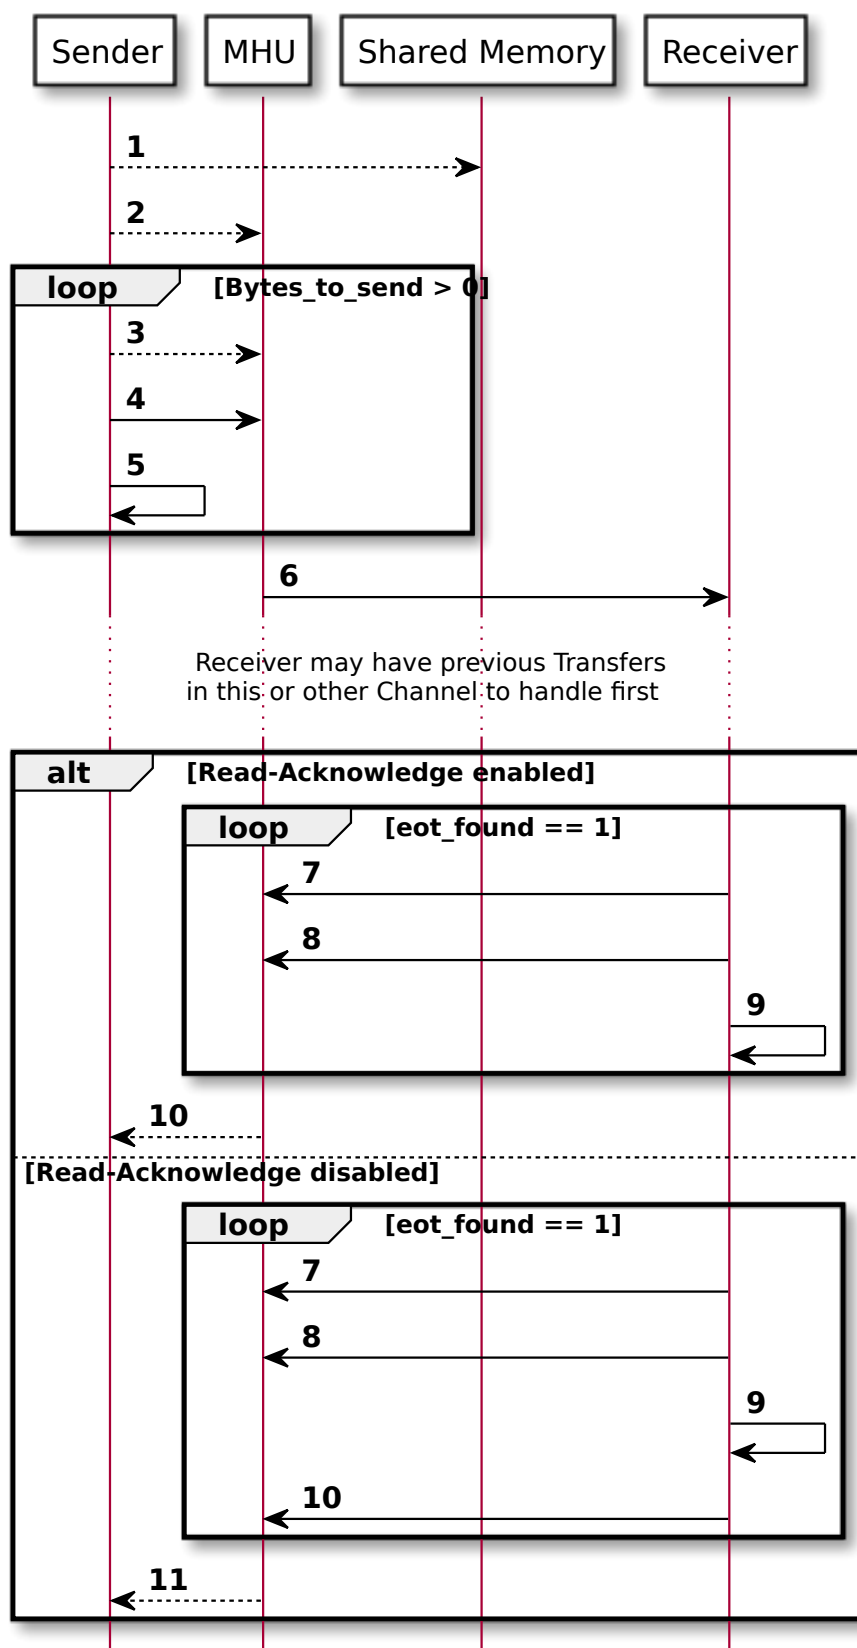 Sender MHU Shared Memory Receiver
1
2
loop [Bytes_to_send > 0]
3
4
5
6
Receiver may have previous Transfers
in this or other Channel to handle first
alt [Read-Acknowledge enabled]
loop [eot_found == 1]
7
8
9
10
[Read-Acknowledge disabled]
loop [eot_found == 1]
7
8
9
10
11